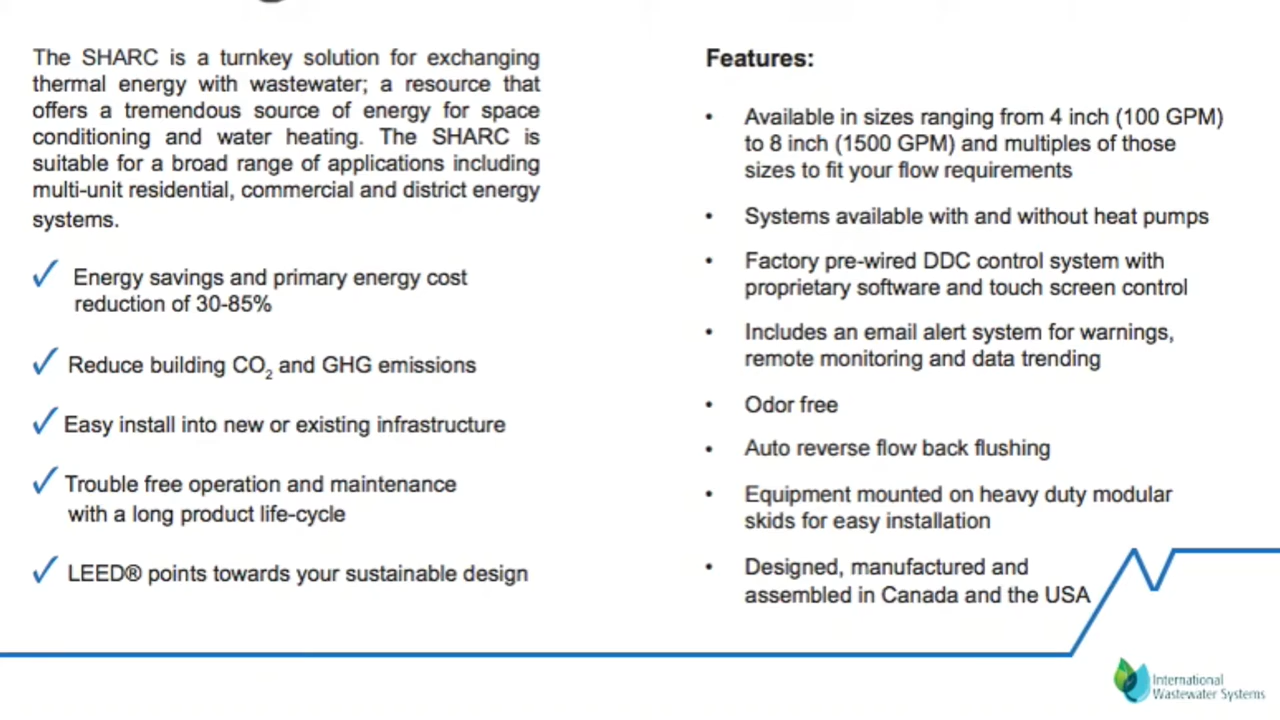 The SHARC is a turnkey solution for exchanging
thermal energy with wastewater; a resource that
offers a tremendous source of energy for space
conditioning and water heating. The SHARC is
suitable for a broad range of applications including
multi-unit residential, commercial and district energy
systems.
✓ Energy savings and primary energy cost
reduction of 30-85%
✓ Reduce building CO₂ and GHG emissions
✓ Easy install into new or existing infrastructure
✓ Trouble free operation and maintenance
with a long product life-cycle
✓ LEED® points towards your sustainable design
Features:
• Available in sizes ranging from 4 inch (100 GPM)
to 8 inch (1500 GPM) and multiples of those
sizes to fit your flow requirements
• Systems available with and without heat pumps
• Factory pre-wired DDC control system with
proprietary software and touch screen control
• Includes an email alert system for warnings,
remote monitoring and data trending
• Odor free
• Auto reverse flow back flushing
• Equipment mounted on heavy duty modular
skids for easy installation
• Designed, manufactured and
assembled in Canada and the USA
International
Wastewater Systems